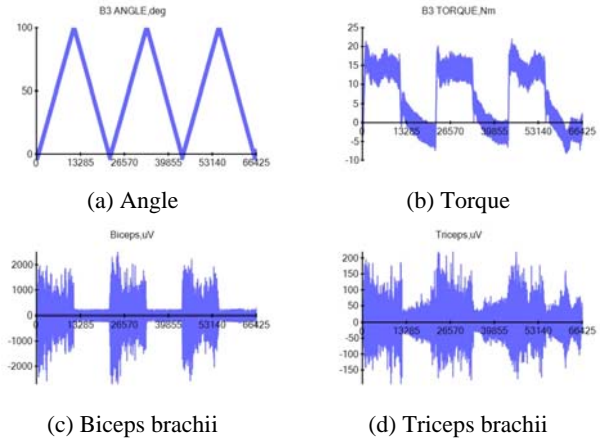 B3 ANGLE,deg
100
50
0
0 13285 26570 39855 53140 66425
(a) Angle
B3 TORQUE,Nm
25
20
15
10
5
0
-5
-10
0 13285 26570 39855 53140 66425
(b) Torque
Biceps,uV
2000
1000
0
-1000
-2000
0 13285 26570 39855 53140 66425
(c) Biceps brachii
Triceps,uV
200
150
100
50
0
-50
-100
-150
0 13285 26570 39855 53140 66425
(d) Triceps brachii